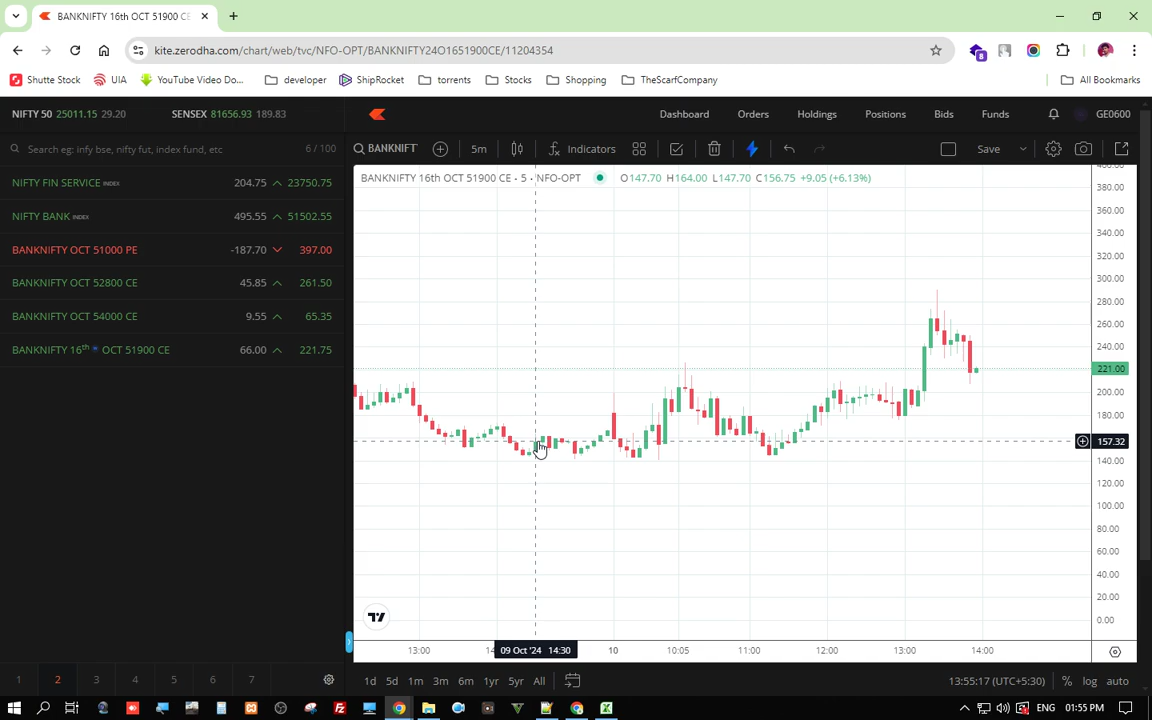 BANKNIFTY 16th OCT 51900 CE
kite.zerodha.com/chart/web/tvc/NFO-OPT/BANKNIFTY24O1651900CE/11204354
8
Shutte Stock UIA YouTube Video Do... developer ShipRocket torrents Stocks Shopping TheScarfCompany All Bookmarks
NIFTY 50 25011.15 29.20 SENSEX 81656.93 189.83 Dashboard Orders Holdings Positions Bids Funds GE0600
Search eg: infy bse, nifty fut, index fund, etc 6 / 100
BANKNIFT 5m Indicators Save
NIFTY FIN SERVICE INDEX 204.75 23750.75
NIFTY BANK INDEX 495.55 51502.55
BANKNIFTY OCT 51000 PE -187.70 397.00
BANKNIFTY OCT 52800 CE 45.85 261.50
BANKNIFTY OCT 54000 CE 9.55 65.35
BANKNIFTY 16th OCT 51900 CE 66.00 221.75
BANKNIFTY 16th OCT 51900 CE - 5 - NFO-OPT O147.70 H164.00 L147.70 C156.75 +9.05 (+6.13%)
400.00
380.00
360.00
340.00
320.00
300.00
280.00
260.00
240.00
221.00
200.00
180.00
157.32
140.00
120.00
100.00
80.00
60.00
40.00
20.00
0.00
13:00 09 Oct '24 14:30 10 10:05 11:00 12:00 13:00 14:00
1 2 3 4 5 6 7
1d 5d 1m 3m 6m 1yr 5yr All 13:55:17 (UTC+5:30) % log auto
ENG 01:55 PM